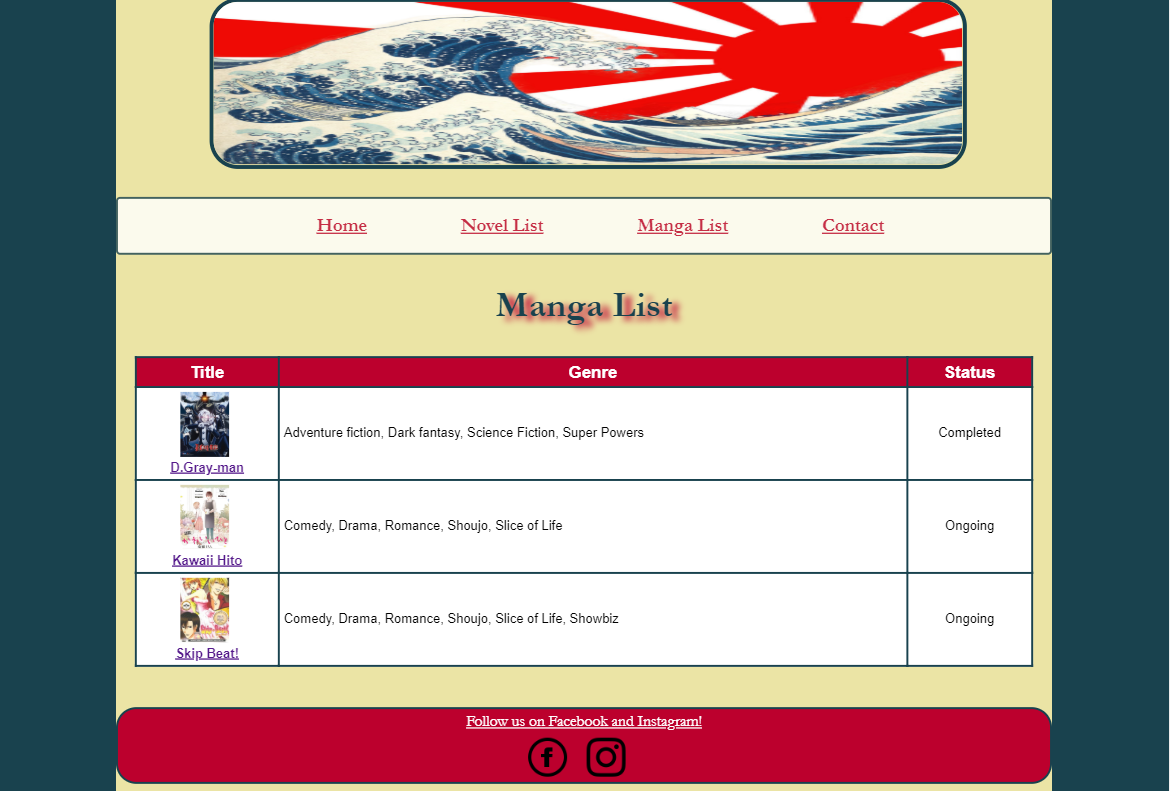 Home Novel List Manga List Contact
Manga List
Title Genre Status
D.Gray-man
Adventure fiction, Dark fantasy, Science Fiction, Super Powers
Completed
Kawaii Hito
Comedy, Drama, Romance, Shoujo, Slice of Life
Ongoing
Skip Beat!
Comedy, Drama, Romance, Shoujo, Slice of Life, Showbiz
Ongoing
Follow us on Facebook and Instagram!